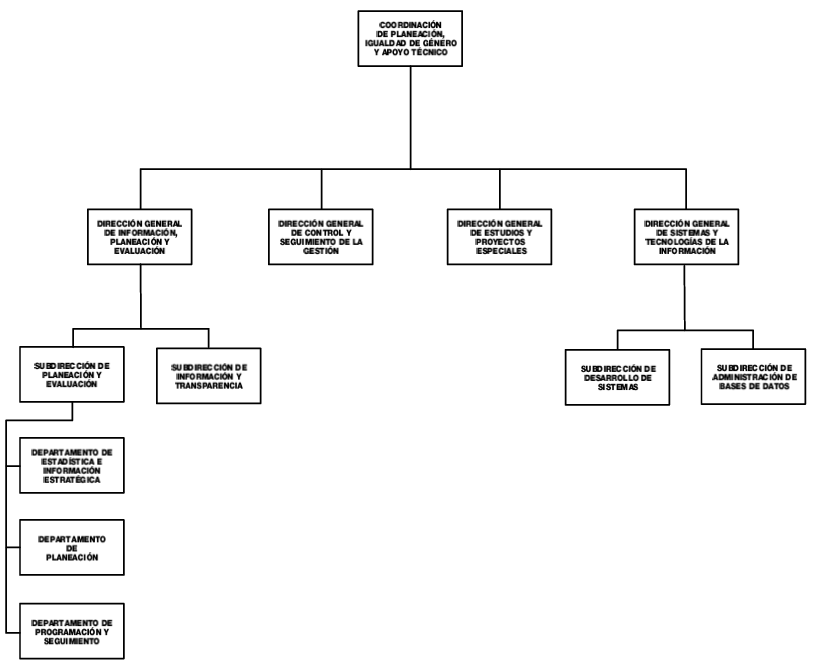 COORDINACIÓN
DE PLANEACIÓN,
IGUALDAD DE GÉNERO
Y APOYO TÉCNICO
DIRECCIÓN GENERAL
DE INFORMACIÓN,
PLANEACIÓN Y
EVALUACIÓN
DIRECCIÓN GENERAL
DE CONTROL Y
SEGUIMIENTO DE LA
GESTIÓN
DIRECCIÓN GENERAL
DE ESTUDIOS Y
PROYECTOS
ESPECIALES
DIRECCIÓN GENERAL
DE SISTEMAS Y
TECNOLOGÍAS DE LA
INFORMACIÓN
SUBDIRECCIÓN DE
PLANEACIÓN Y
EVALUACIÓN
SUBDIRECCIÓN DE
INFORMACIÓN Y
TRANSPARENCIA
SUBDIRECCIÓN DE
DESARROLLO DE
SISTEMAS
SUBDIRECCIÓN DE
ADMINISTRACIÓN DE
BASES DE DATOS
DEPARTAMENTO DE
ESTADÍSTICA E
INFORMACIÓN
ESTRATÉGICA
DEPARTAMENTO
DE
PLANEACIÓN
DEPARTAMENTO DE
PROGRAMACIÓN Y
SEGUIMIENTO